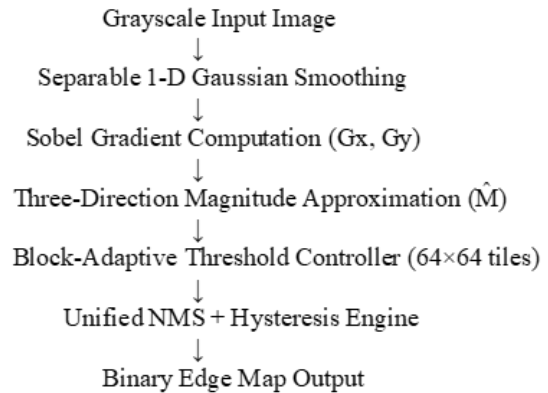 Grayscale Input Image
↓
Separable 1-D Gaussian Smoothing
↓
Sobel Gradient Computation (Gx, Gy)
↓
Three-Direction Magnitude Approximation (M̂)
↓
Block-Adaptive Threshold Controller (64×64 tiles)
↓
Unified NMS + Hysteresis Engine
↓
Binary Edge Map Output